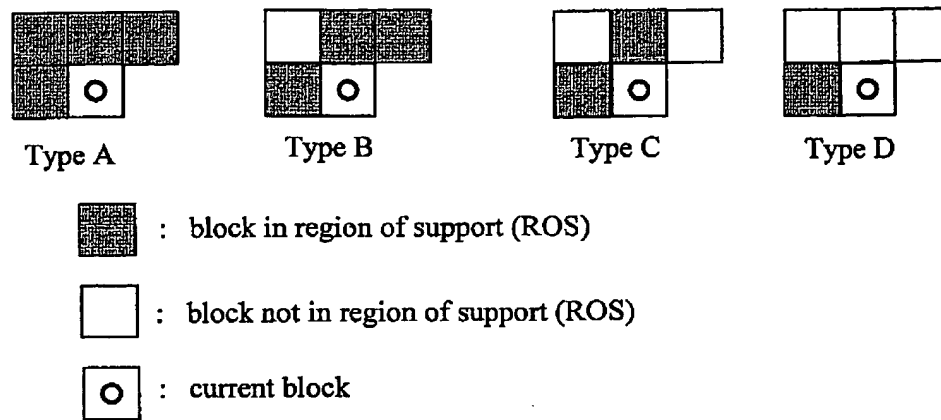 Type A
Type B
Type C
Type D
: block in region of support (ROS)
: block not in region of support (ROS)
: current block